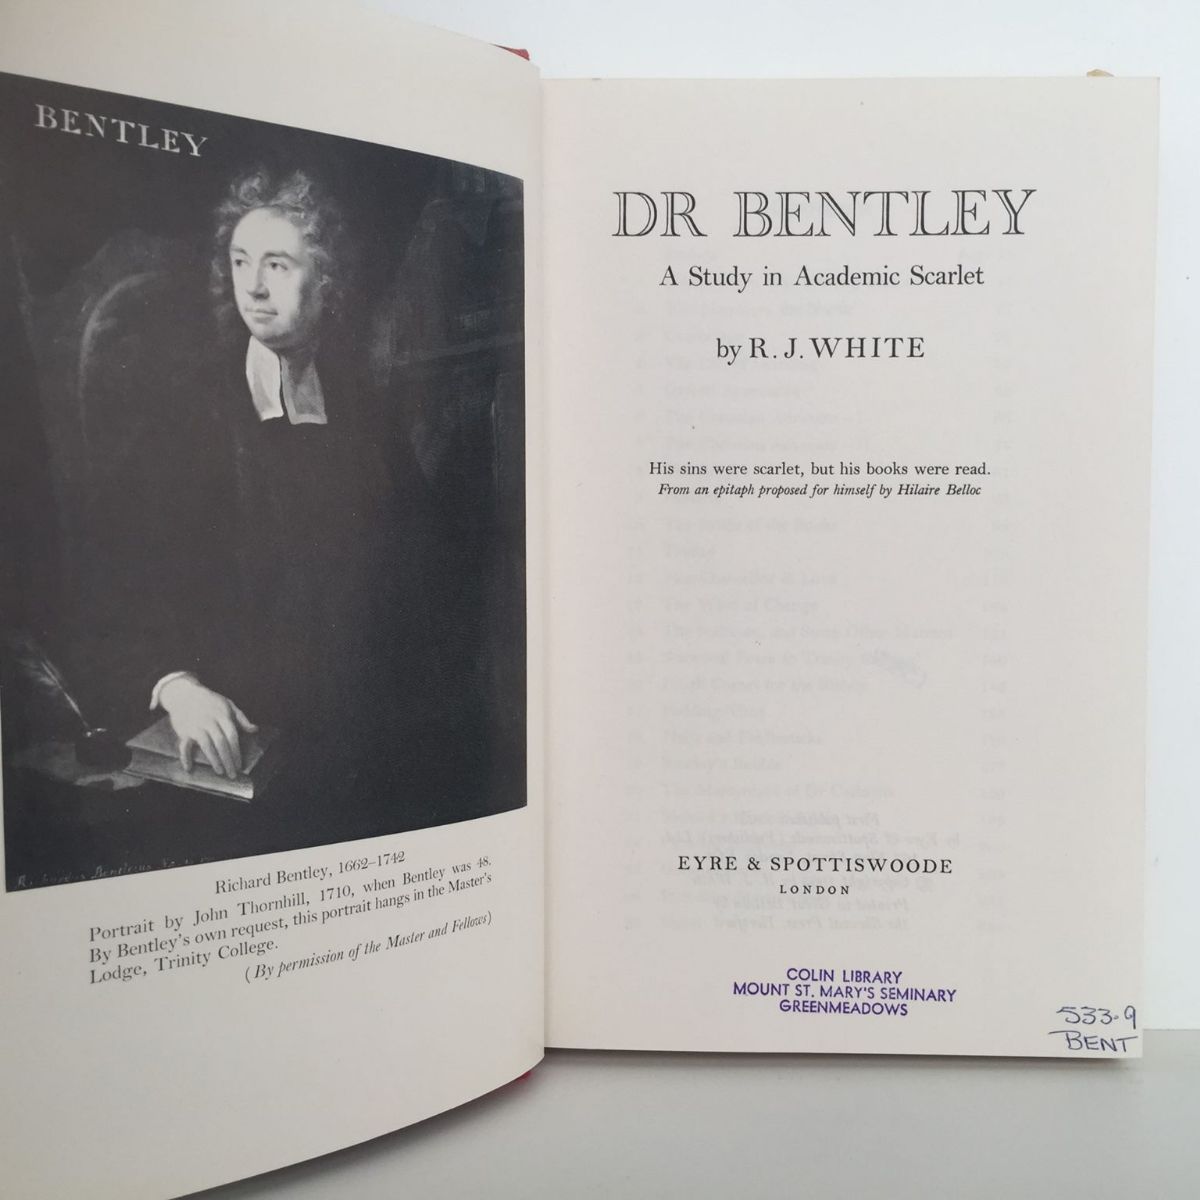 BENTLEY
Richard Bentley, 1662–1742
Portrait by John Thornhill, 1710, when Bentley was 48.
By Bentley's own request, this portrait hangs in the Master's
Lodge, Trinity College.
(By permission of the Master and Fellows)
DR BENTLEY
A Study in Academic Scarlet
by R. J. WHITE
His sins were scarlet, but his books were read.
From an epitaph proposed for himself by Hilaire Belloc
EYRE & SPOTTISWOODE
LONDON
COLIN LIBRARY
MOUNT ST. MARY'S SEMINARY
GREENMEADOWS
533.9
BENT